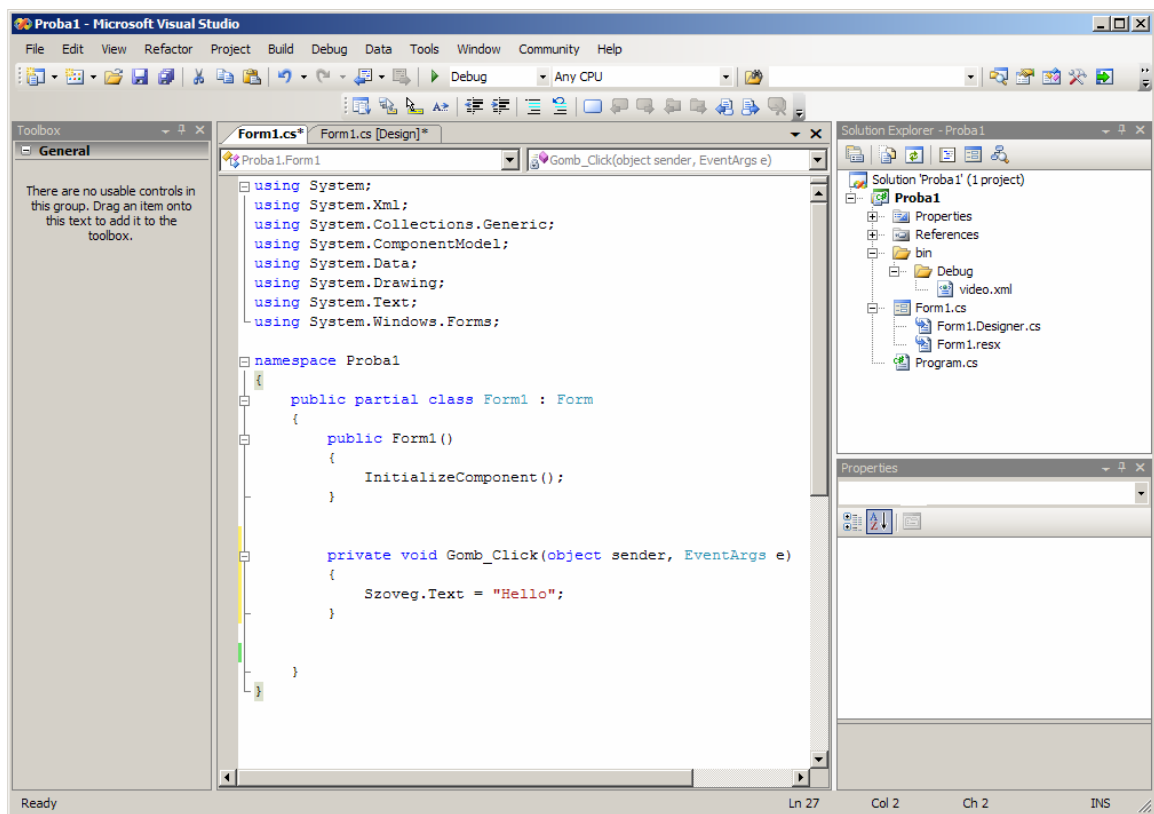 Proba1 - Microsoft Visual Studio
File Edit View Refactor Project Build Debug Data Tools Window Community Help
Debug Any CPU
Toolbox
General
There are no usable controls in
this group. Drag an item onto
this text to add it to the
toolbox.
Form1.cs* Form1.cs [Design]*
Proba1.Form1 Gomb_Click(object sender, EventArgs e)
using System;
using System.Xml;
using System.Collections.Generic;
using System.ComponentModel;
using System.Data;
using System.Drawing;
using System.Text;
using System.Windows.Forms;
namespace Proba1
{
public partial class Form1 : Form
{
public Form1()
{
InitializeComponent();
}
private void Gomb_Click(object sender, EventArgs e)
{
Szoveg.Text = "Hello";
}
}
}
Solution Explorer - Proba1
Solution 'Proba1' (1 project)
Proba1
Properties
References
bin
Debug
video.xml
Form1.cs
Form1.Designer.cs
Form1.resx
Program.cs
Properties
Ready Ln 27 Col 2 Ch 2 INS